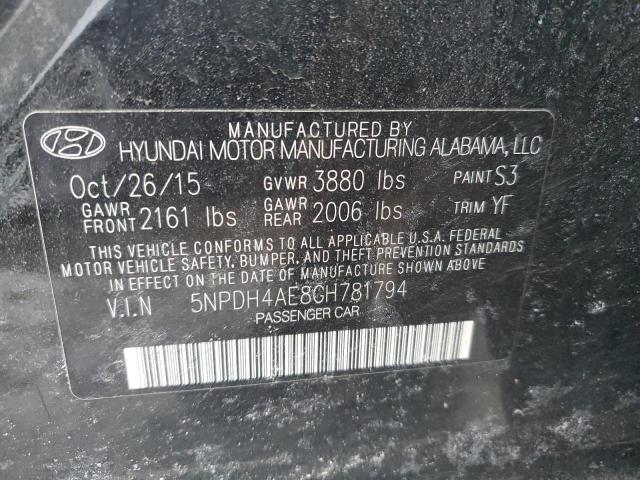 MANUFACTURED BY
HYUNDAI MOTOR MANUFACTURING ALABAMA, LLC
Oct/26/15 GVWR 3880 lbs PAINT S3
GAWR FRONT 2161 lbs GAWR REAR 2006 lbs TRIM YF
THIS VEHICLE CONFORMS TO ALL APPLICABLE U.S.A. FEDERAL
MOTOR VEHICLE SAFETY, BUMPER, AND THEFT PREVENTION STANDARDS
IN EFFECT ON THE DATE OF MANUFACTURE SHOWN ABOVE
V.I.N 5NPDH4AE8GH781794
PASSENGER CAR